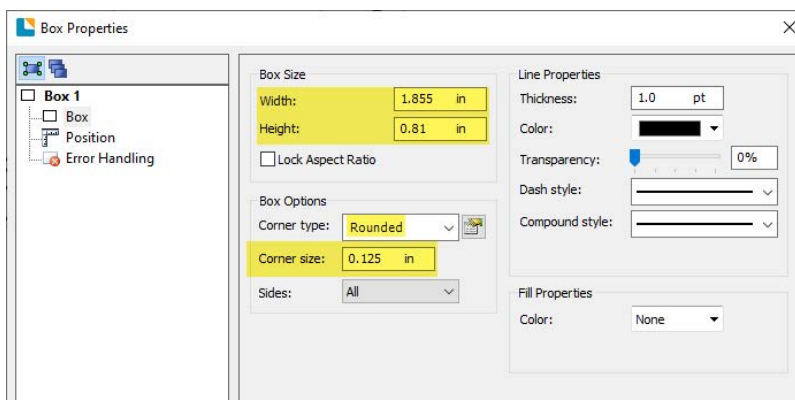 Box Properties
Box 1
Box
Position
Error Handling
Box Size
Width: 1.855 in
Height: 0.81 in
Lock Aspect Ratio
Box Options
Corner type: Rounded
Corner size: 0.125 in
Sides: All
Line Properties
Thickness: 1.0 pt
Color:
Transparency: 0%
Dash style:
Compound style:
Fill Properties
Color: None